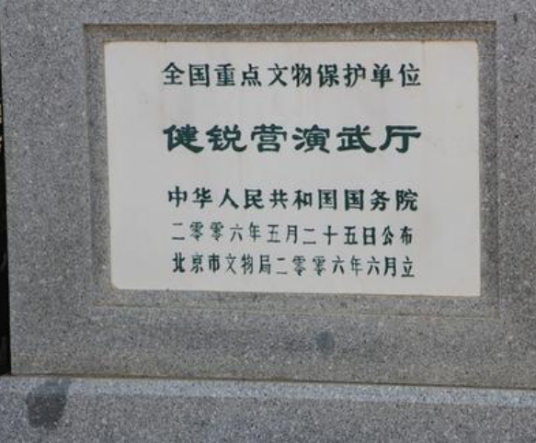 全国重点文物保护单位
健锐营演武厅
中华人民共和国国务院
二零零六年五月二十五日公布
北京市文物局二零零六年六月立